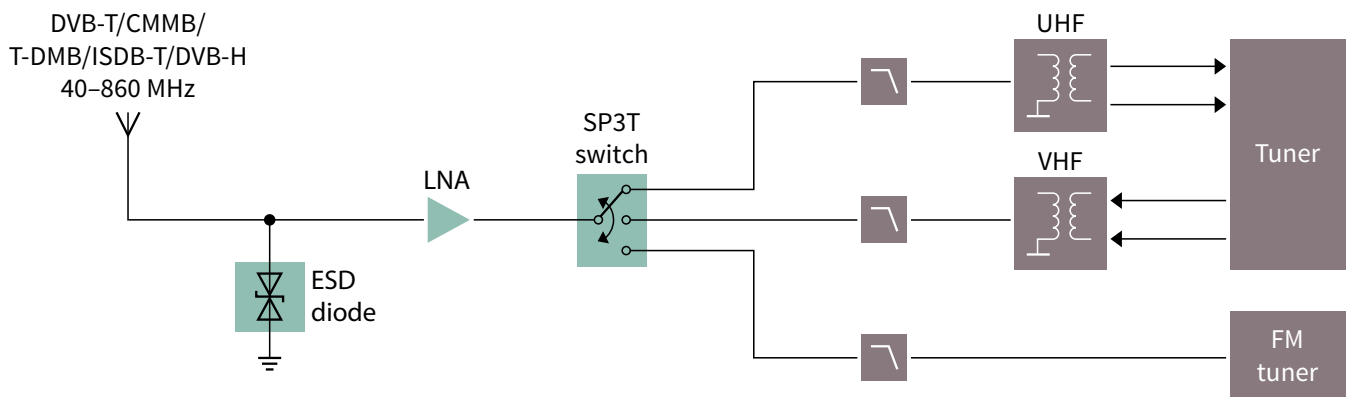 DVB-T/CMMB/
T-DMB/ISDB-T/DVB-H
40–860 MHz
LNA
SP3T
switch
ESD
diode
UHF
VHF
Tuner
FM
tuner